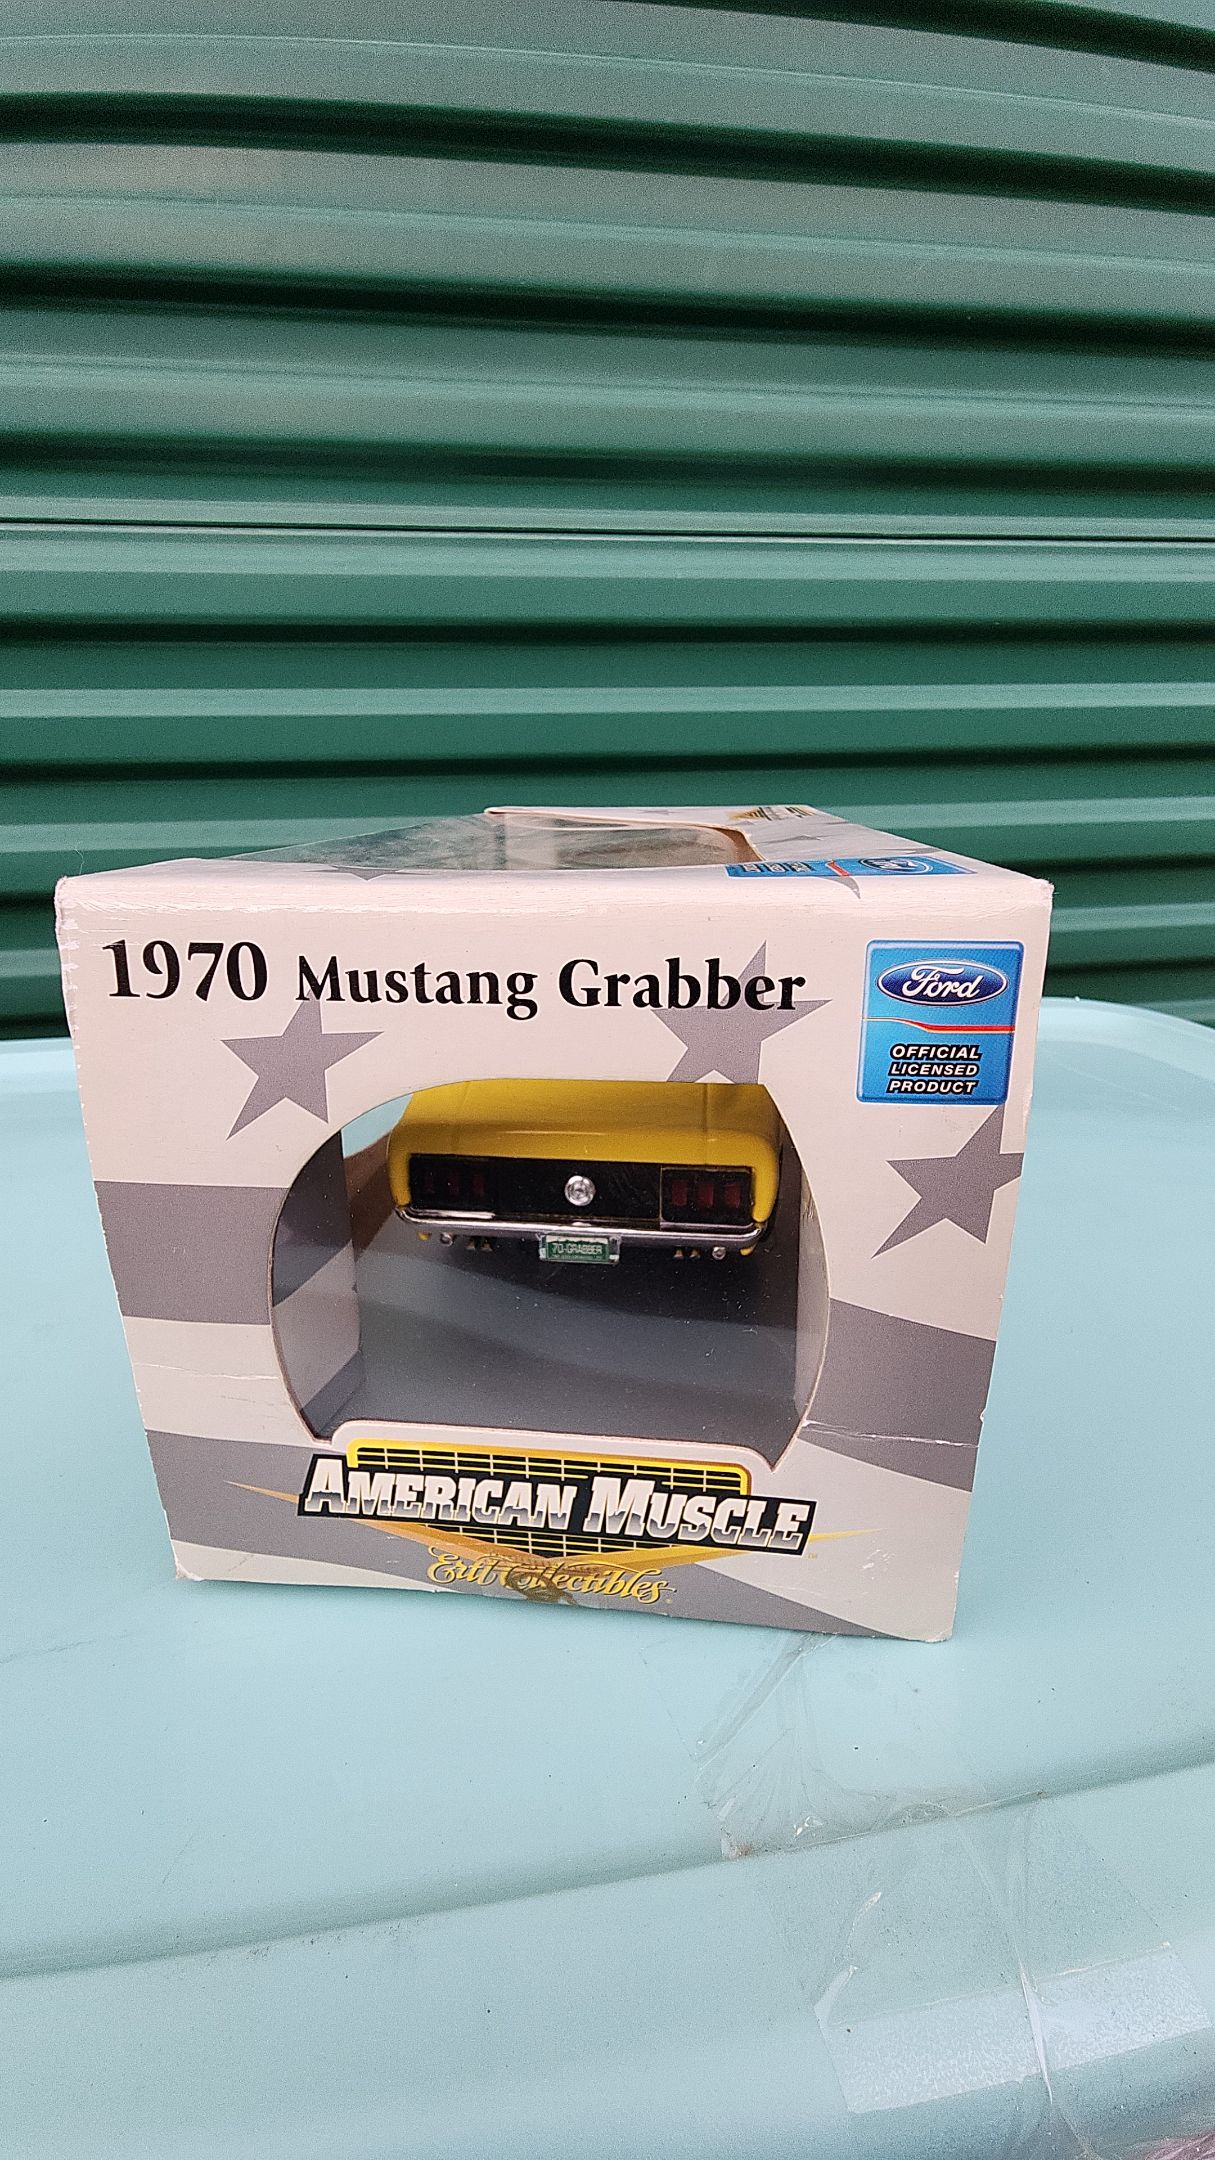 1970 Mustang Grabber
Ford
OFFICIAL
LICENSED
PRODUCT
70-GRABBER
AMERICAN MUSCLE
Ertl Collectibles